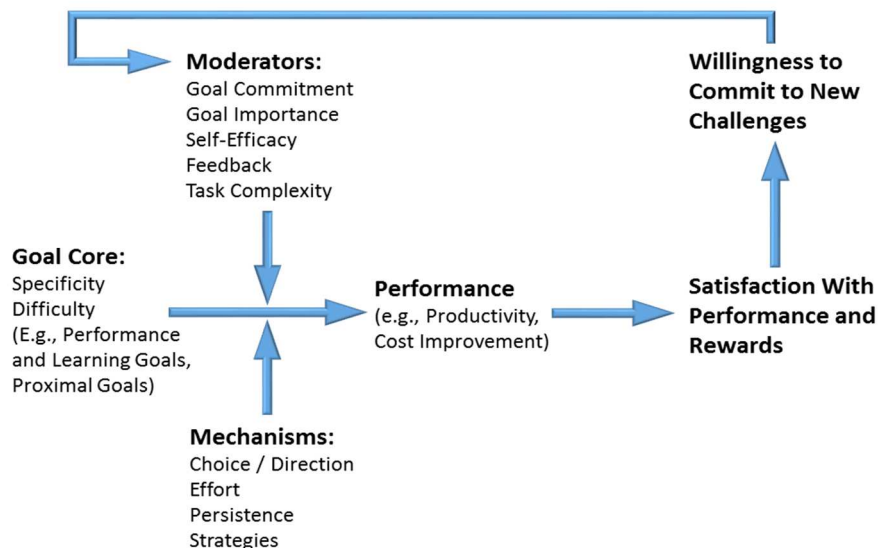 Moderators:
Goal Commitment
Goal Importance
Self-Efficacy
Feedback
Task Complexity
Willingness to
Commit to New
Challenges
Goal Core:
Specificity
Difficulty
(E.g., Performance
and Learning Goals,
Proximal Goals)
Performance
(e.g., Productivity,
Cost Improvement)
Satisfaction With
Performance and
Rewards
Mechanisms:
Choice / Direction
Effort
Persistence
Strategies